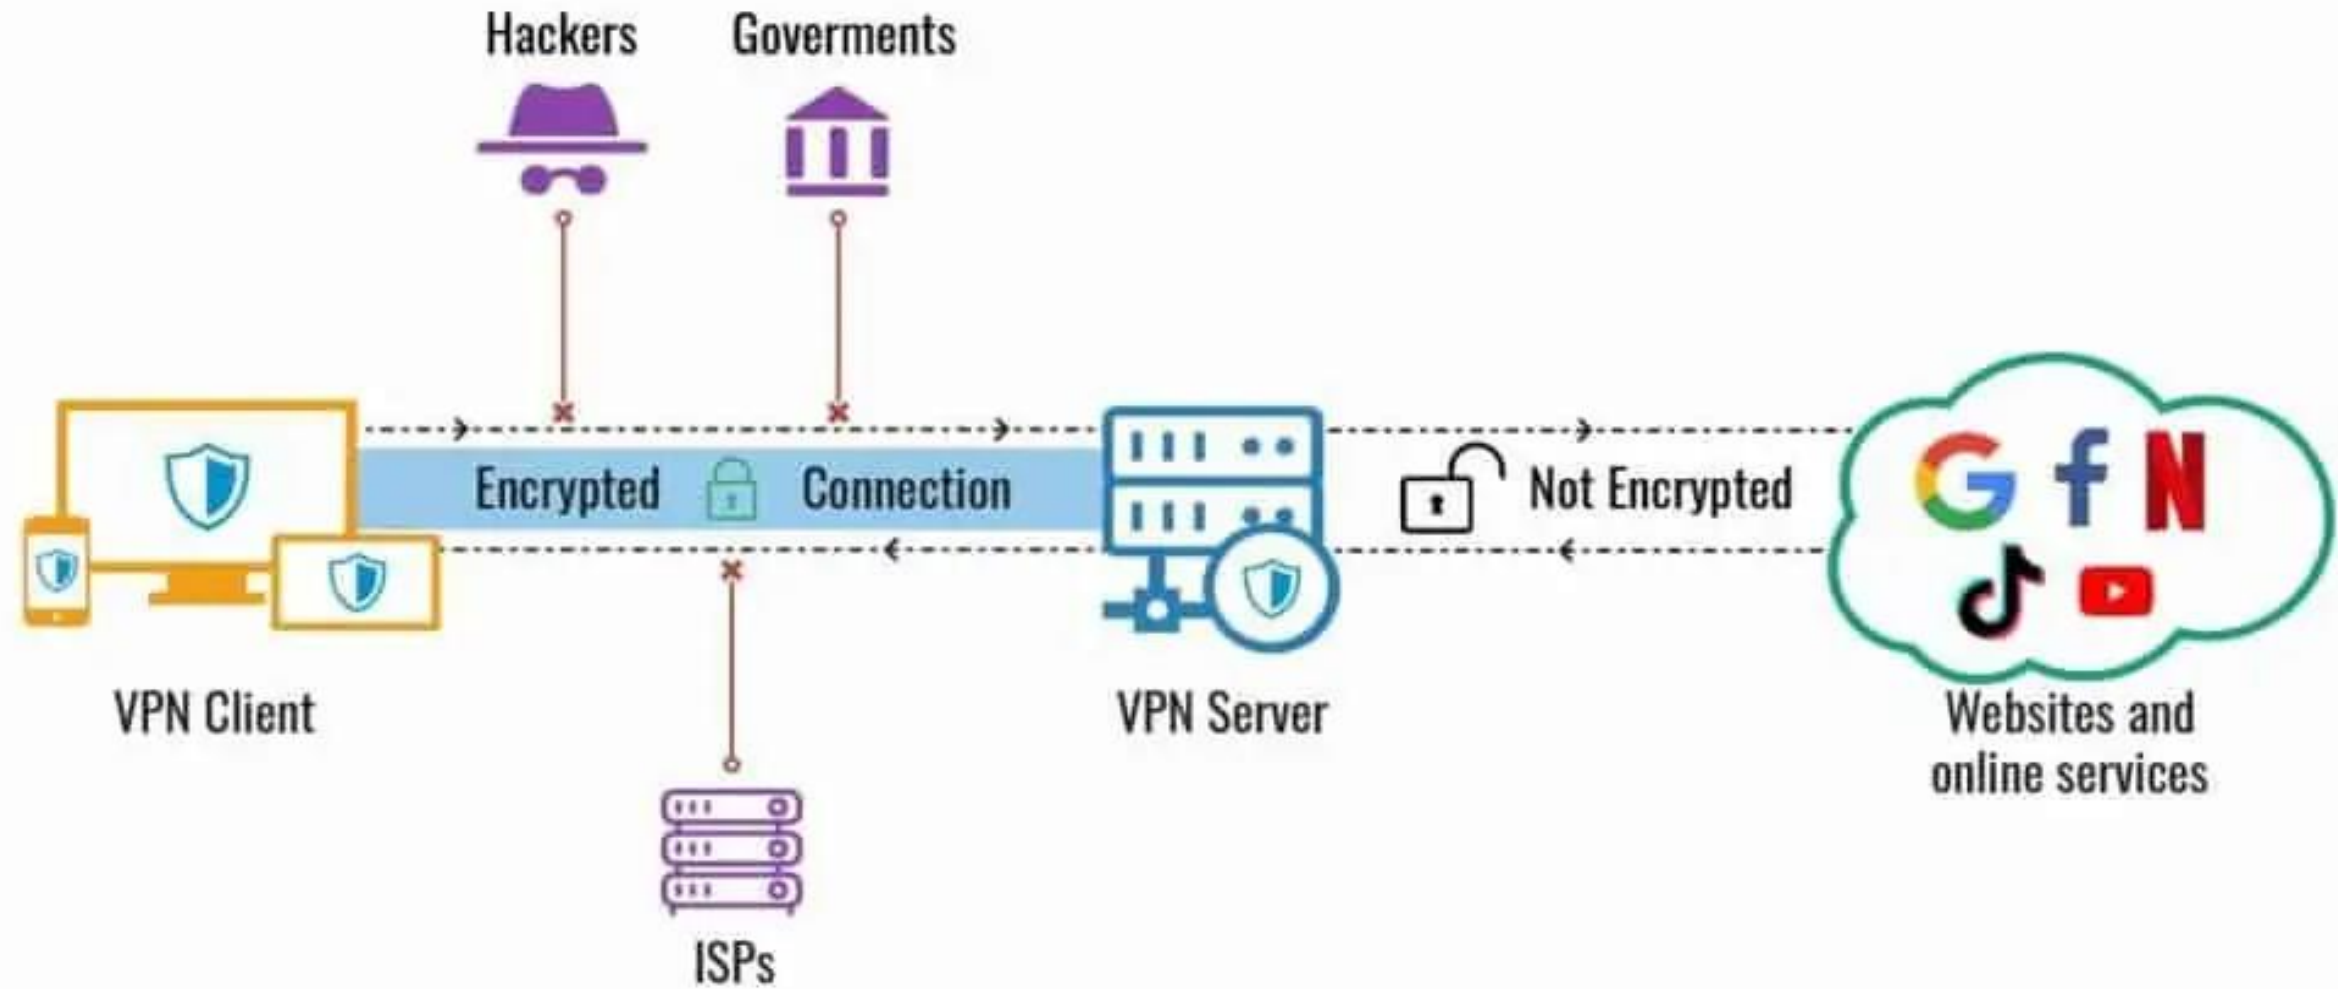 Hackers
Goverments
Encrypted Connection
Not Encrypted
VPN Client
VPN Server
Websites and
online services
ISPs